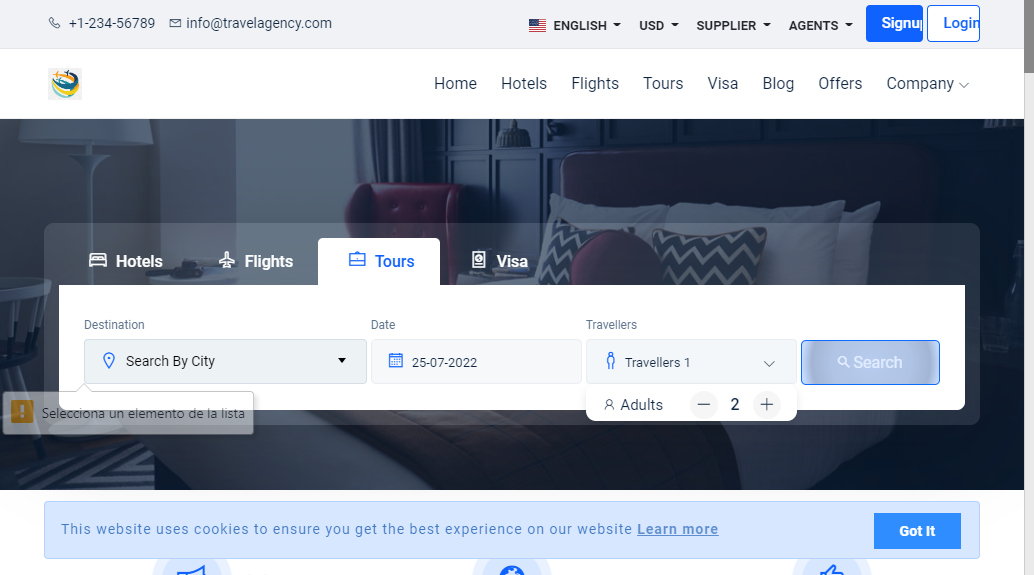 +1-234-56789 info@travelagency.com ENGLISH USD SUPPLIER AGENTS Signup Login
Home Hotels Flights Tours Visa Blog Offers Company
Hotels Flights Tours Visa
Destination Date Travellers
Search By City 25-07-2022 Travellers 1 Search
Adults 2
Selecciona un elemento de la lista
This website uses cookies to ensure you get the best experience on our website Learn more Got It